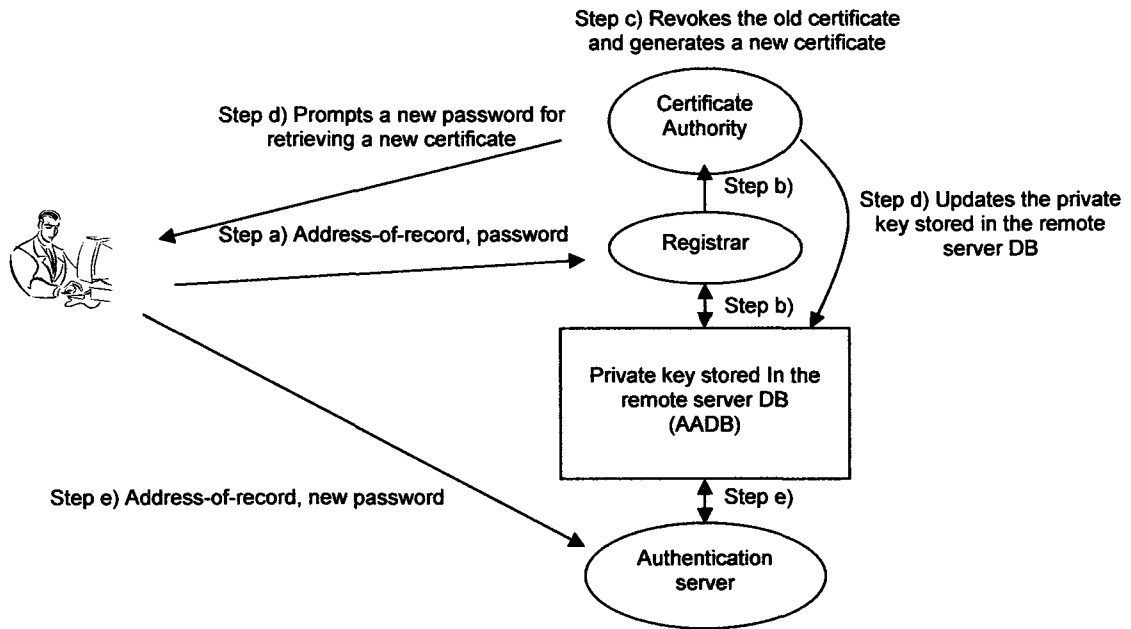 Step c) Revokes the old certificate
and generates a new certificate
Certificate
Authority
Step d) Prompts a new password for
retrieving a new certificate
Step b)
Step d) Updates the private
key stored in the remote
server DB
Step a) Address-of-record, password
Registrar
Step b)
Private key stored In the
remote server DB
(AADB)
Step e) Address-of-record, new password
Step e)
Authentication
server